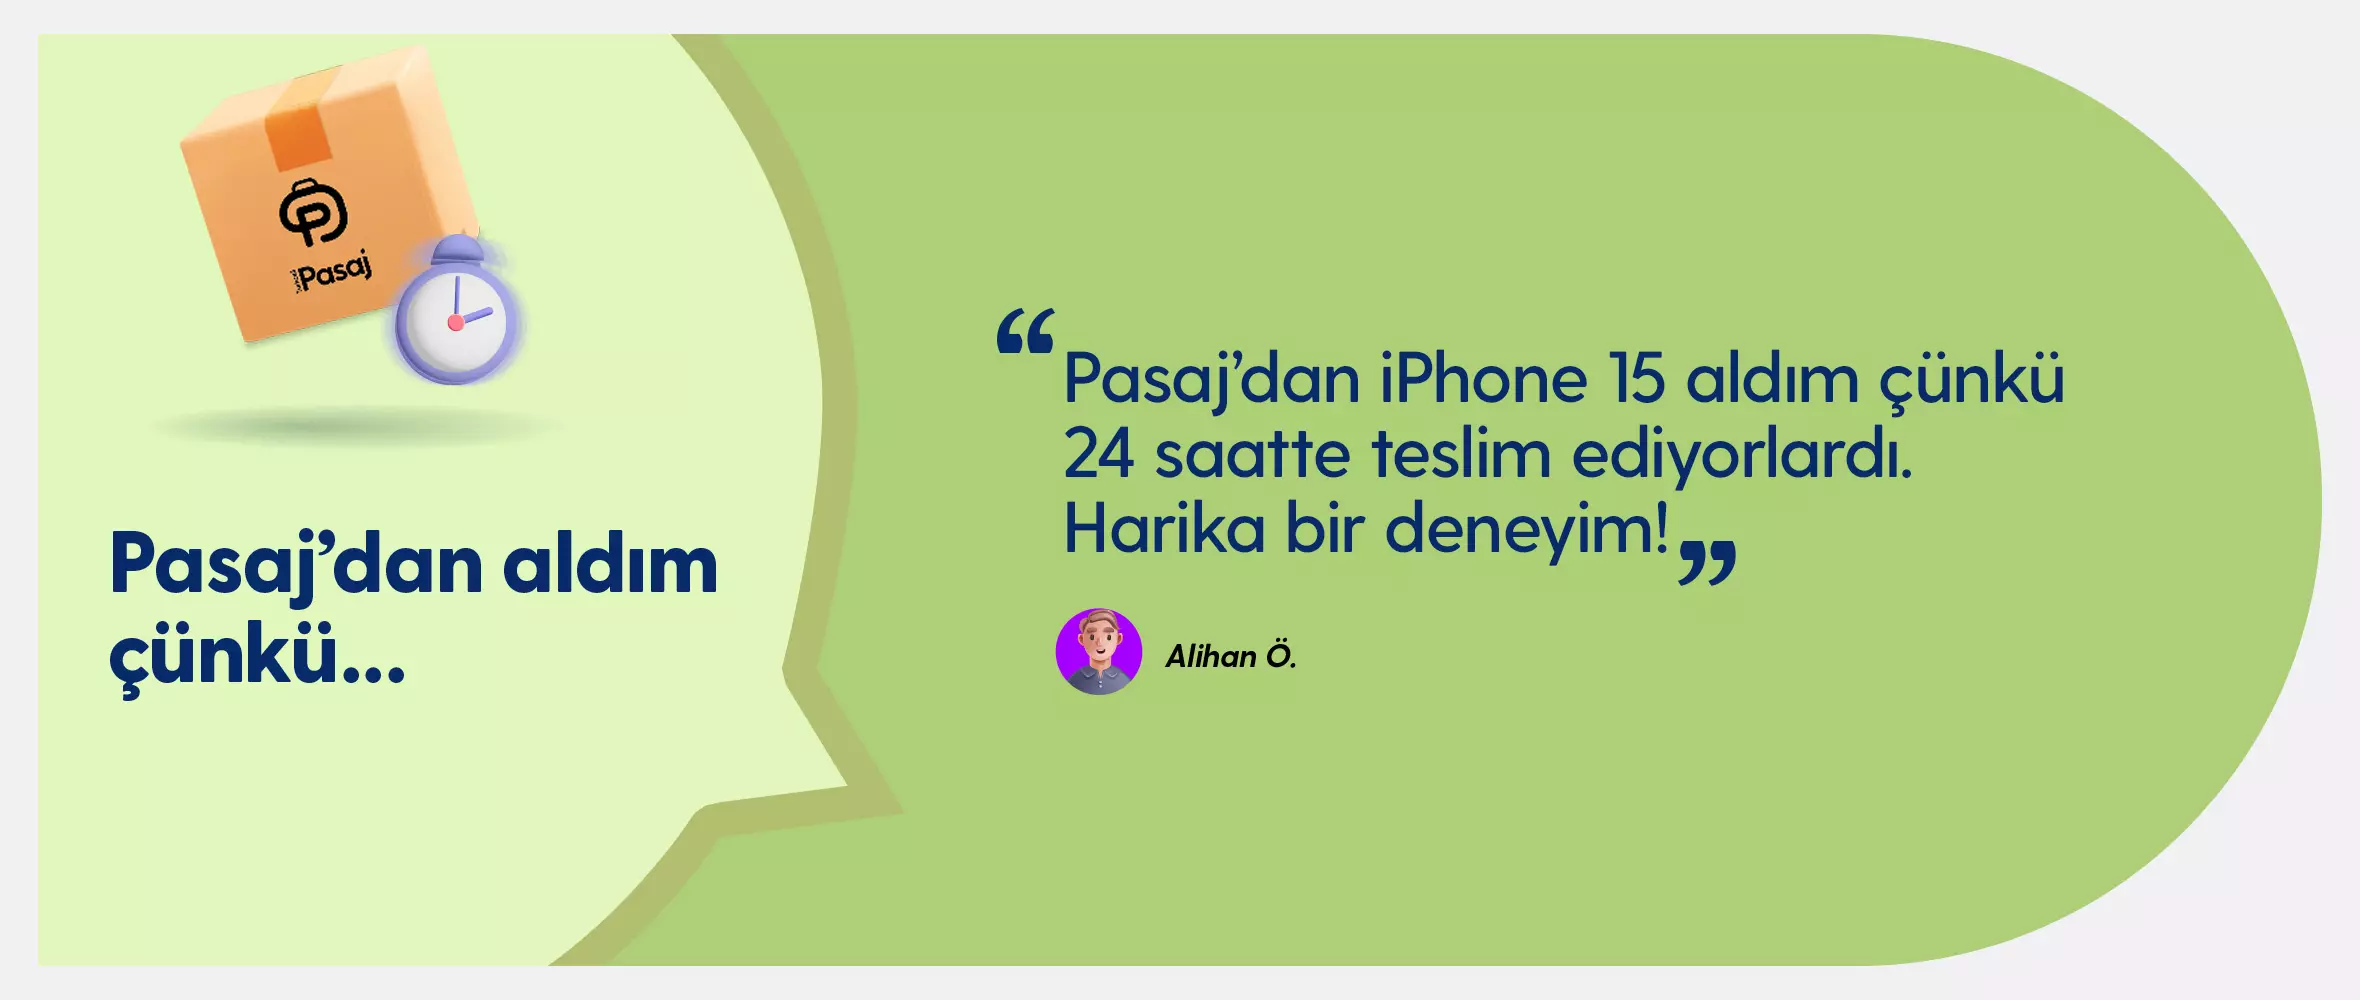 Pasaj
Pasaj’dan aldım
çünkü...
“Pasaj’dan iPhone 15 aldım çünkü
24 saatte teslim ediyorlardı.
Harika bir deneyim!”
Alihan Ö.